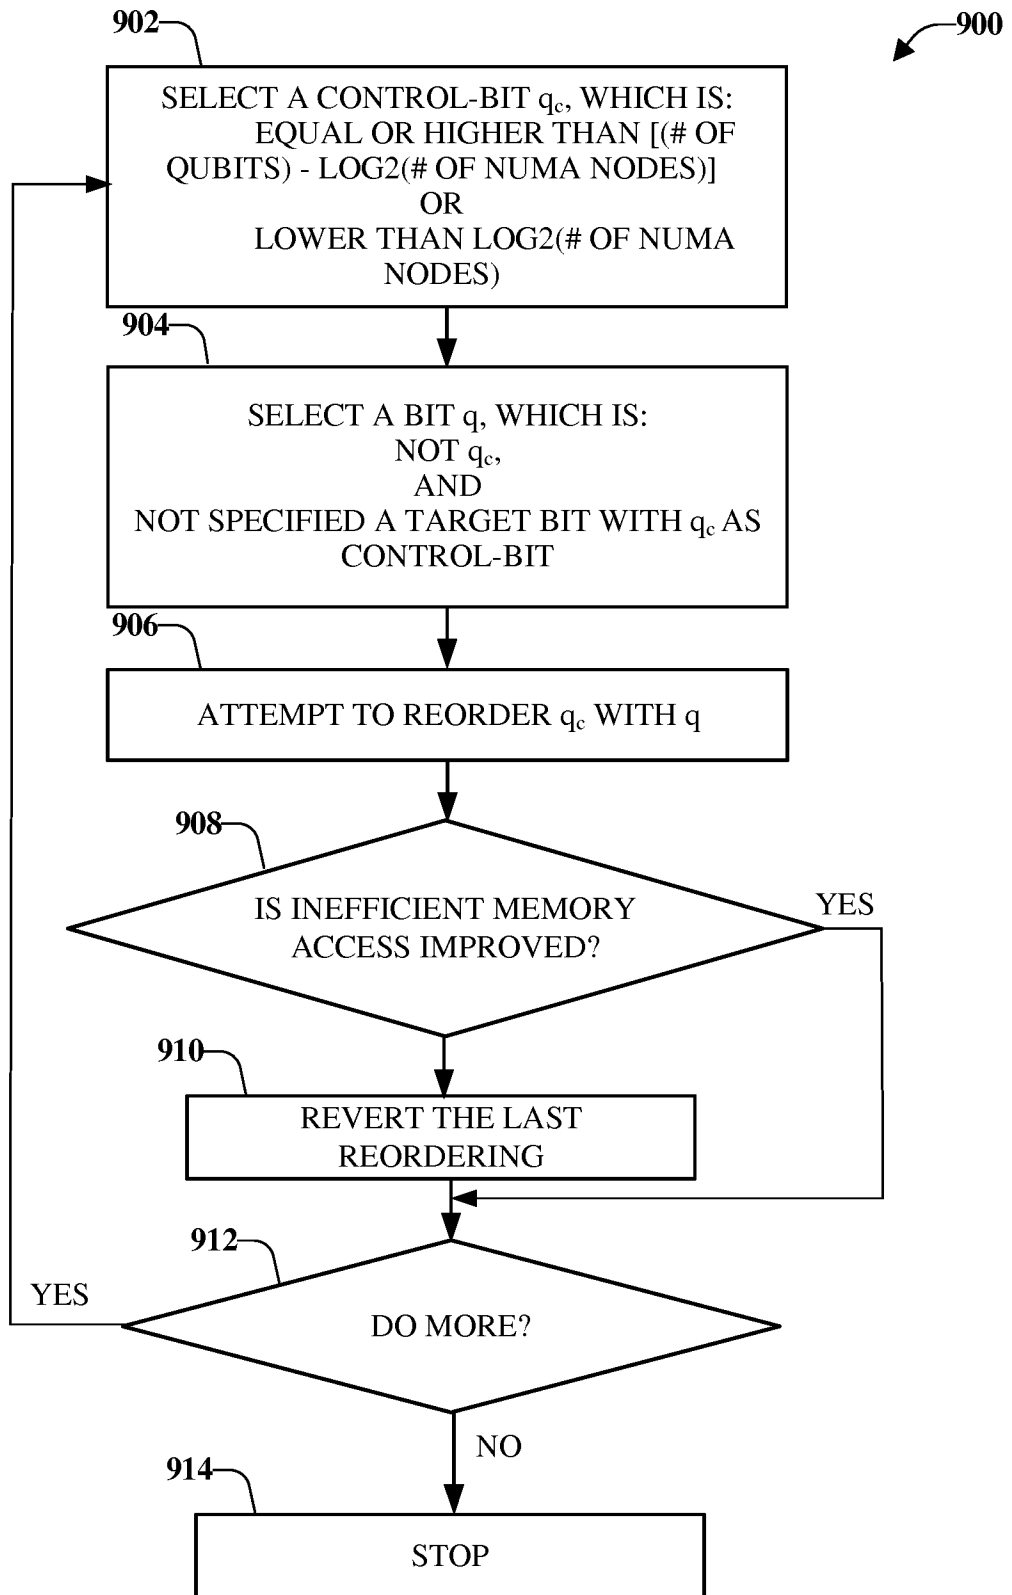 902
900
SELECT A CONTROL-BIT qc, WHICH IS:
EQUAL OR HIGHER THAN [(# OF
QUBITS) - LOG2(# OF NUMA NODES)]
OR
LOWER THAN LOG2(# OF NUMA
NODES)
904
SELECT A BIT q, WHICH IS:
NOT qc,
AND
NOT SPECIFIED A TARGET BIT WITH qc AS
CONTROL-BIT
906
ATTEMPT TO REORDER qc WITH q
908
IS INEFFICIENT MEMORY
ACCESS IMPROVED?
YES
910
REVERT THE LAST
REORDERING
912
YES
DO MORE?
NO
914
STOP